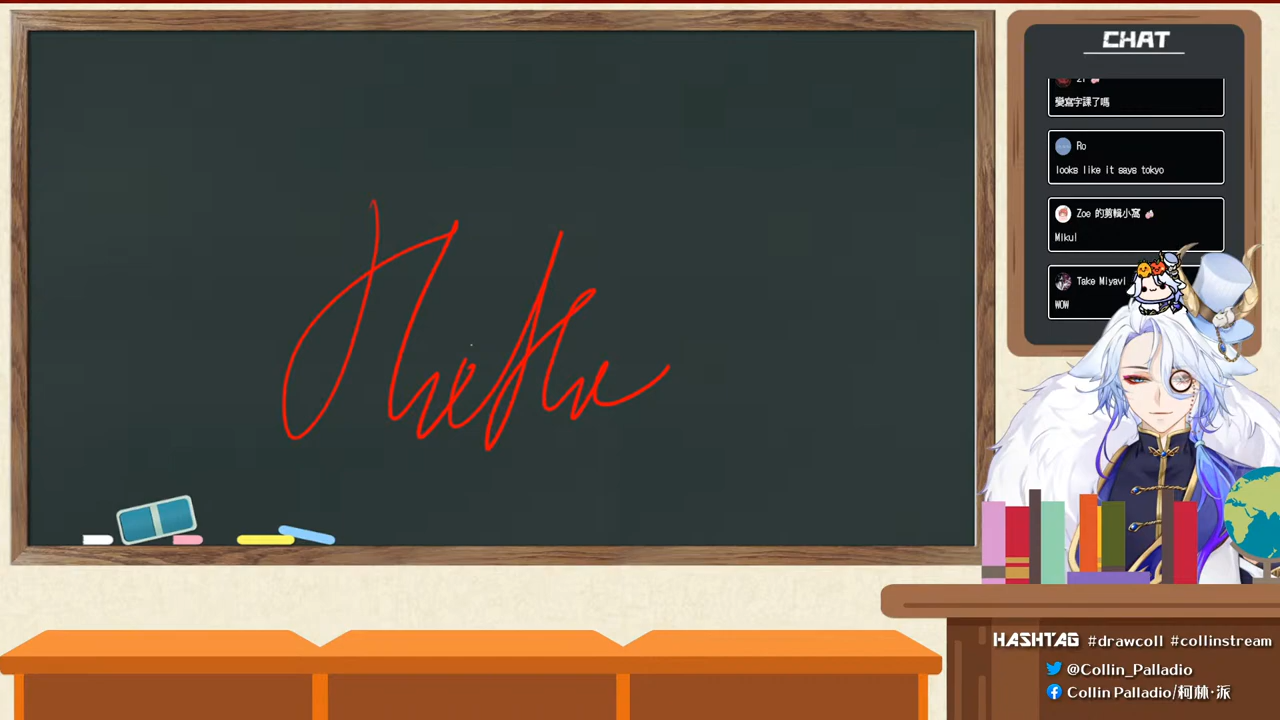 CHAT
變寫字課了嗎
Ro
looks like it says tokyo
Zoe 的剪輯小窩
Miku!
Take Miyavi
WOW
HASHTAG #drawcoll #collinstream
@Collin_Palladio
Collin Palladio/柯林·派